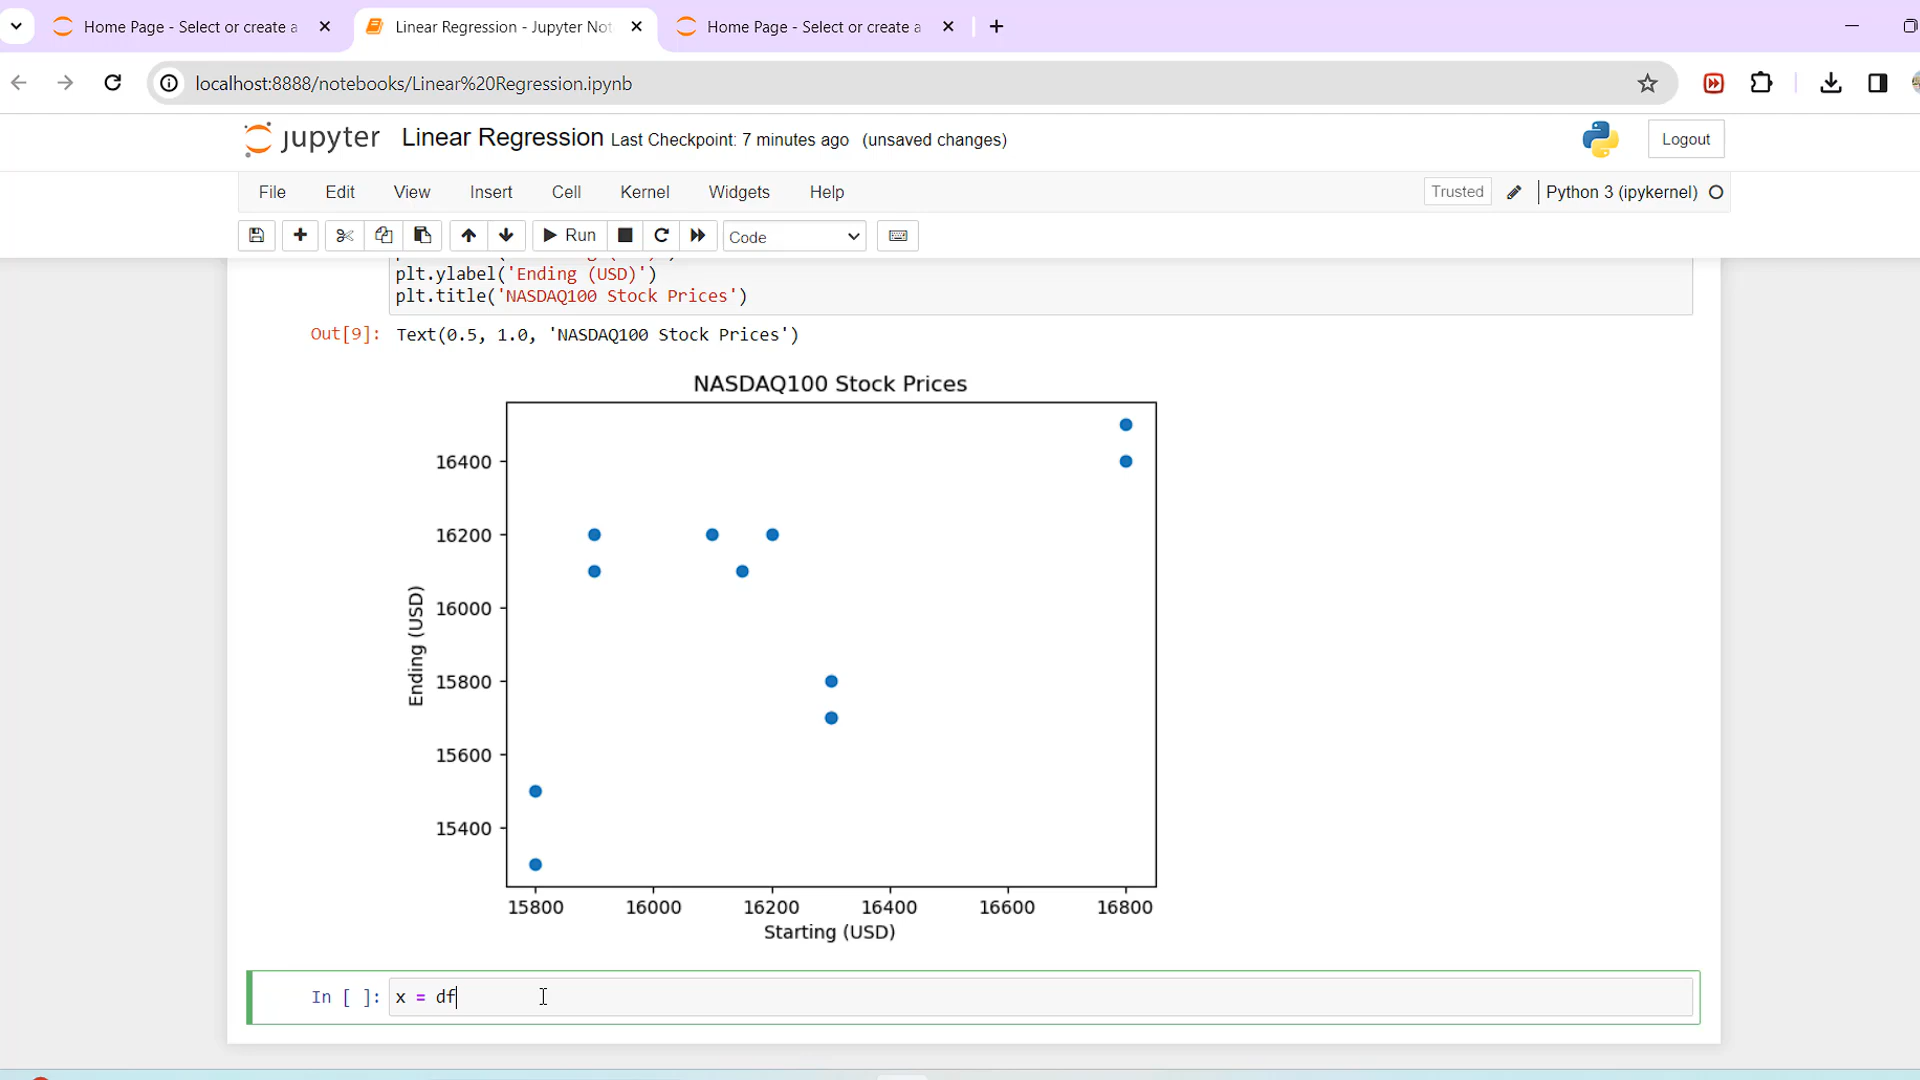 Home Page - Select or create a
Linear Regression - Jupyter Not
Home Page - Select or create a
localhost:8888/notebooks/Linear%20Regression.ipynb
jupyter Linear Regression Last Checkpoint: 7 minutes ago (unsaved changes)
Logout
File Edit View Insert Cell Kernel Widgets Help
Trusted
Python 3 (ipykernel)
Run
Code
plt.ylabel('Ending (USD)')
plt.title('NASDAQ100 Stock Prices')
Out[9]: Text(0.5, 1.0, 'NASDAQ100 Stock Prices')
NASDAQ100 Stock Prices
16400
16200
16000
15800
15600
15400
Ending (USD)
15800 16000 16200 16400 16600 16800
Starting (USD)
In [ ]: x = df